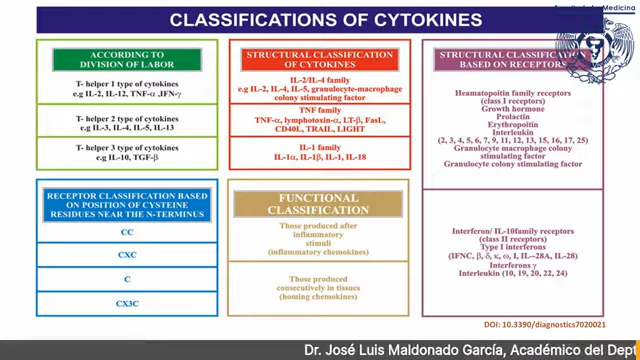 CLASSIFICATIONS OF CYTOKINES
ACCORDING TO
DIVISION OF LABOR
T- helper 1 type of cytokines
e.g IL-2, IL-12, TNF-α ,IFN-γ
T- helper 2 type of cytokines
e.g. IL-3, IL-4, IL-5, IL-13
T- helper 3 type of cytokines
e.g IL-10, TGF-β
STRUCTURAL CLASSIFICATION
OF CYTOKINES
IL-2/IL-4 family
e.g IL-2, IL-4, IL-5, granulocyte-macrophage
colony stimulating factor
TNF family
TNF-α, lymphotoxin-α, LT-β, FasL,
CD40L, TRAIL, LIGHT
IL-1 family
IL-1α, IL-1β, IL-1, IL-18
STRUCTURAL CLASSIFICATION
BASED ON RECEPTORS
Heamatopoitin family receptors
(class I receptors)
Growth hormone
Prolactin
Erythropoitin
Interleukin
(2, 3, 4, 5, 6, 7, 9, 11, 12, 13, 15, 16, 17, 25)
Granulocyte macrophage colony
stimulating factor
Granulocyte colony stimulating factor
Interferon/ IL-10family receptors
(class II receptors)
Type I interferons
(IFNC, β, δ, κ, ω, I, IL--28A, IL-28)
Interferons γ
Interleukin (10, 19, 20, 22, 24)
RECEPTOR CLASSIFICATION BASED
ON POSITION OF CYSTEINE
RESIDUES NEAR THE N-TERMINUS
CC
CXC
C
CX3C
FUNCTIONAL
CLASSIFICATION
Those produced after
inflammatory
stimuli
(inflammatory chemokines)
Those produced
consecutively in tissues
(homing chemokines)
DOI: 10.3390/diagnostics7020021
Dr. José Luis Maldonado García, Académico del Dept